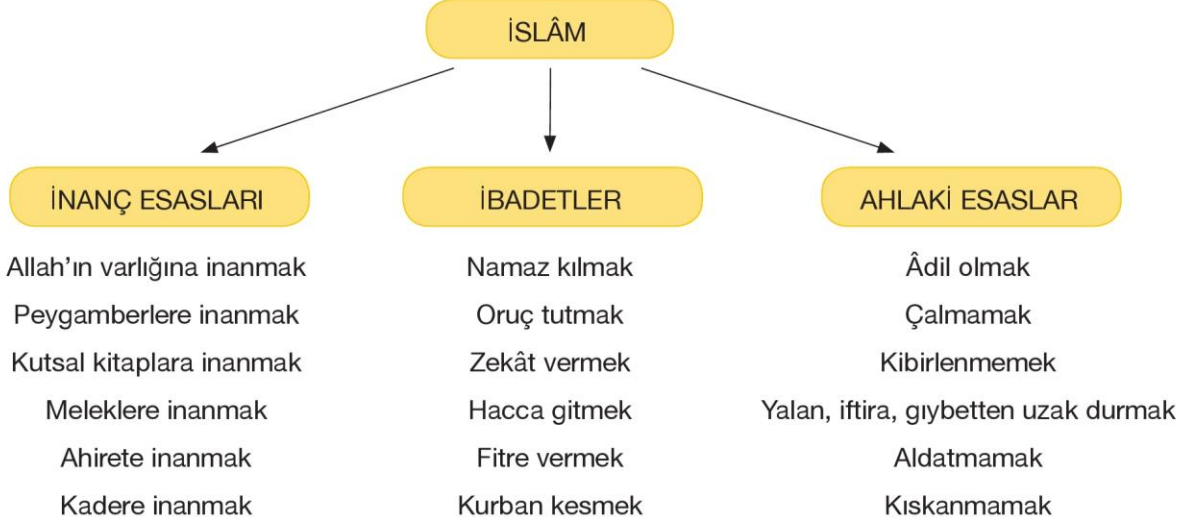 İSLÂM
İNANÇ ESASLARI
Allah’ın varlığına inanmak
Peygamberlere inanmak
Kutsal kitaplara inanmak
Meleklere inanmak
Ahirete inanmak
Kadere inanmak
İBADETLER
Namaz kılmak
Oruç tutmak
Zekât vermek
Hacca gitmek
Fitre vermek
Kurban kesmek
AHLAKİ ESASLAR
Âdil olmak
Çalmamak
Kibirlenmemek
Yalan, iftira, gıybetten uzak durmak
Aldatmamak
Kıskanmamak